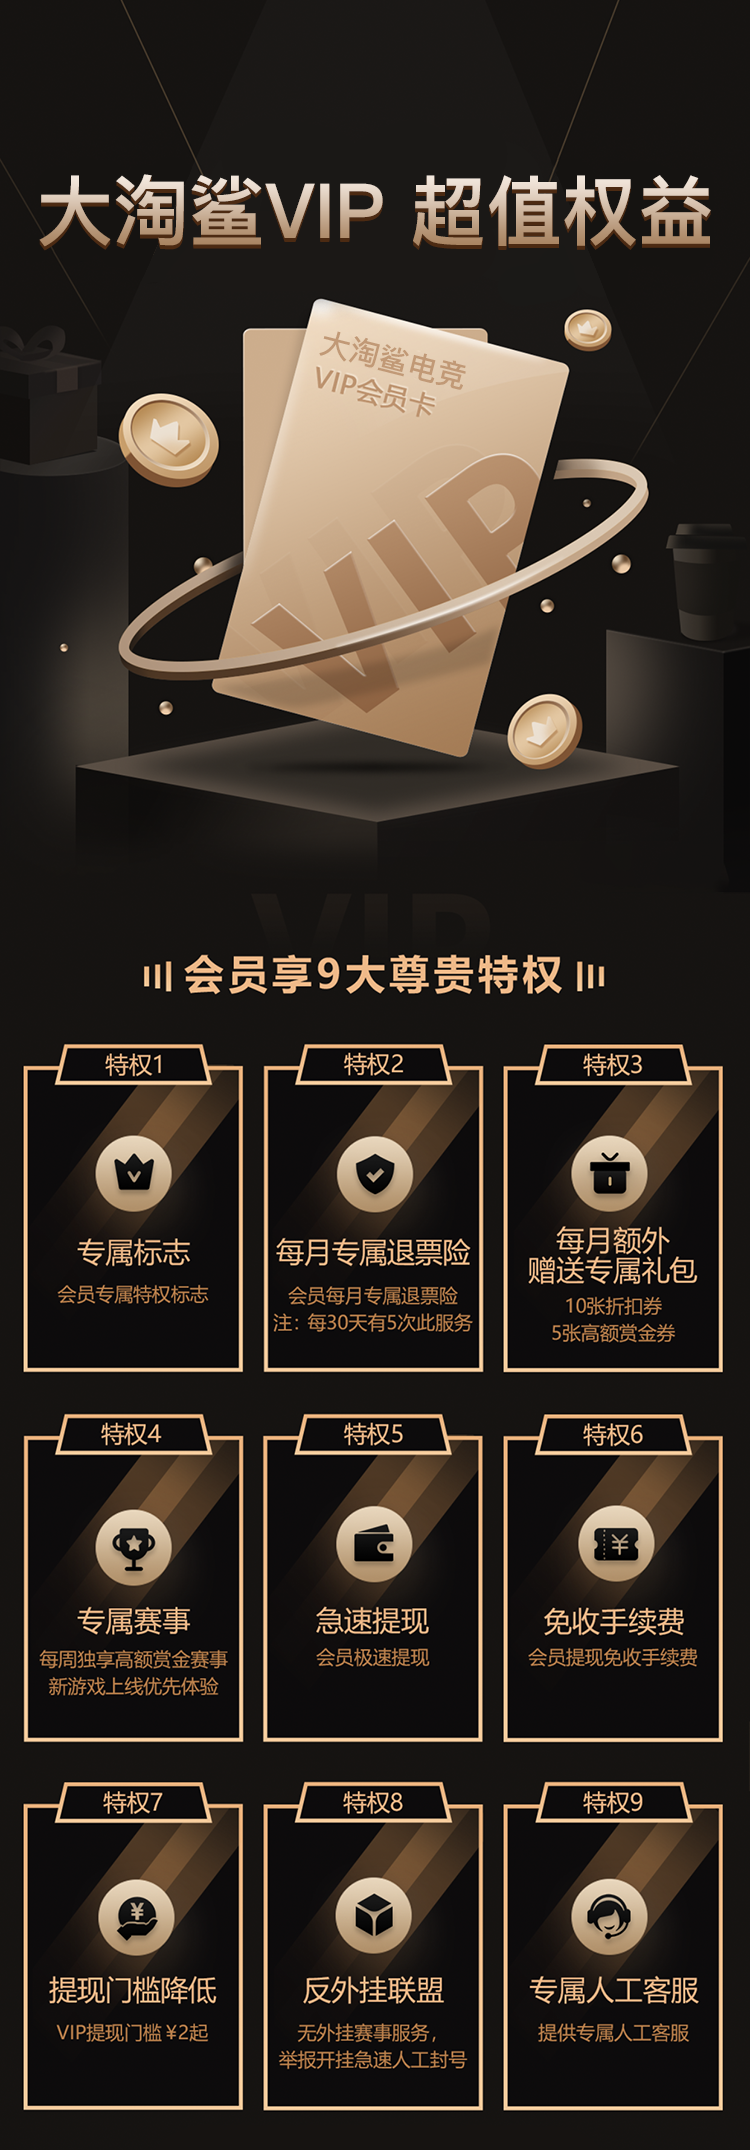 大淘鲨VIP 超值权益
大淘鲨电竞
VIP会员卡
VIP
VIP
会员享9大尊贵特权
特权1
专属标志
会员专属特权标志
特权2
每月专属退票险
会员每月专属退票险
注：每30天有5次此服务
特权3
每月额外
赠送专属礼包
10张折扣券
5张高额赏金券
特权4
专属赛事
每周独享高额赏金赛事
新游戏上线优先体验
特权5
急速提现
会员极速提现
特权6
免收手续费
会员提现免收手续费
特权7
提现门槛降低
VIP提现门槛 ¥2起
特权8
反外挂联盟
无外挂赛事服务，
举报开挂急速人工封号
特权9
专属人工客服
提供专属人工客服